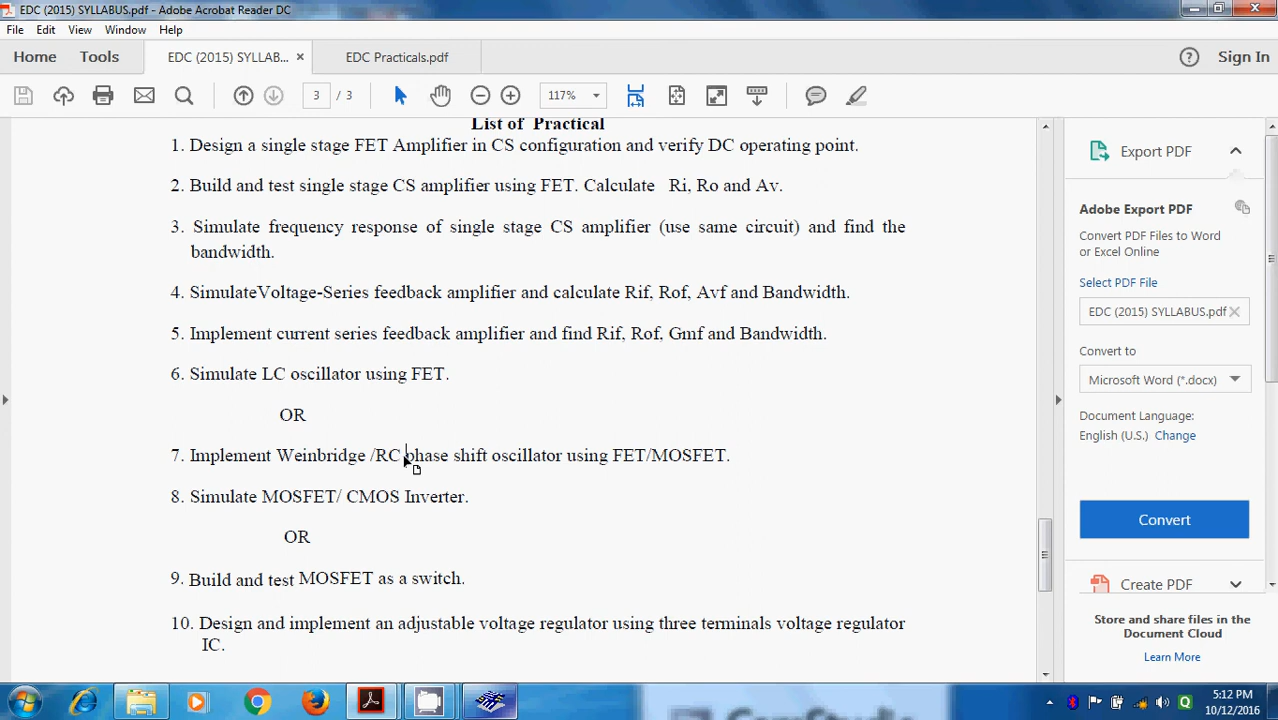 EDC (2015) SYLLABUS.pdf - Adobe Acrobat Reader DC
File Edit View Window Help
Home Tools EDC (2015) SYLLAB... × EDC Practicals.pdf ? Sign In
3 / 3 117%
List of Practical
1. Design a single stage FET Amplifier in CS configuration and verify DC operating point.
2. Build and test single stage CS amplifier using FET. Calculate Ri, Ro and Av.
3. Simulate frequency response of single stage CS amplifier (use same circuit) and find the
bandwidth.
4. SimulateVoltage-Series feedback amplifier and calculate Rif, Rof, Avf and Bandwidth.
5. Implement current series feedback amplifier and find Rif, Rof, Gmf and Bandwidth.
6. Simulate LC oscillator using FET.
OR
7. Implement Weinbridge /RC phase shift oscillator using FET/MOSFET.
8. Simulate MOSFET/ CMOS Inverter.
OR
9. Build and test MOSFET as a switch.
10. Design and implement an adjustable voltage regulator using three terminals voltage regulator
IC.
Export PDF
Adobe Export PDF
Convert PDF Files to Word
or Excel Online
Select PDF File
EDC (2015) SYLLABUS.pdf ×
Convert to
Microsoft Word (*.docx)
Document Language:
English (U.S.) Change
Convert
Create PDF
Store and share files in the
Document Cloud
Learn More
5:12 PM
10/12/2016